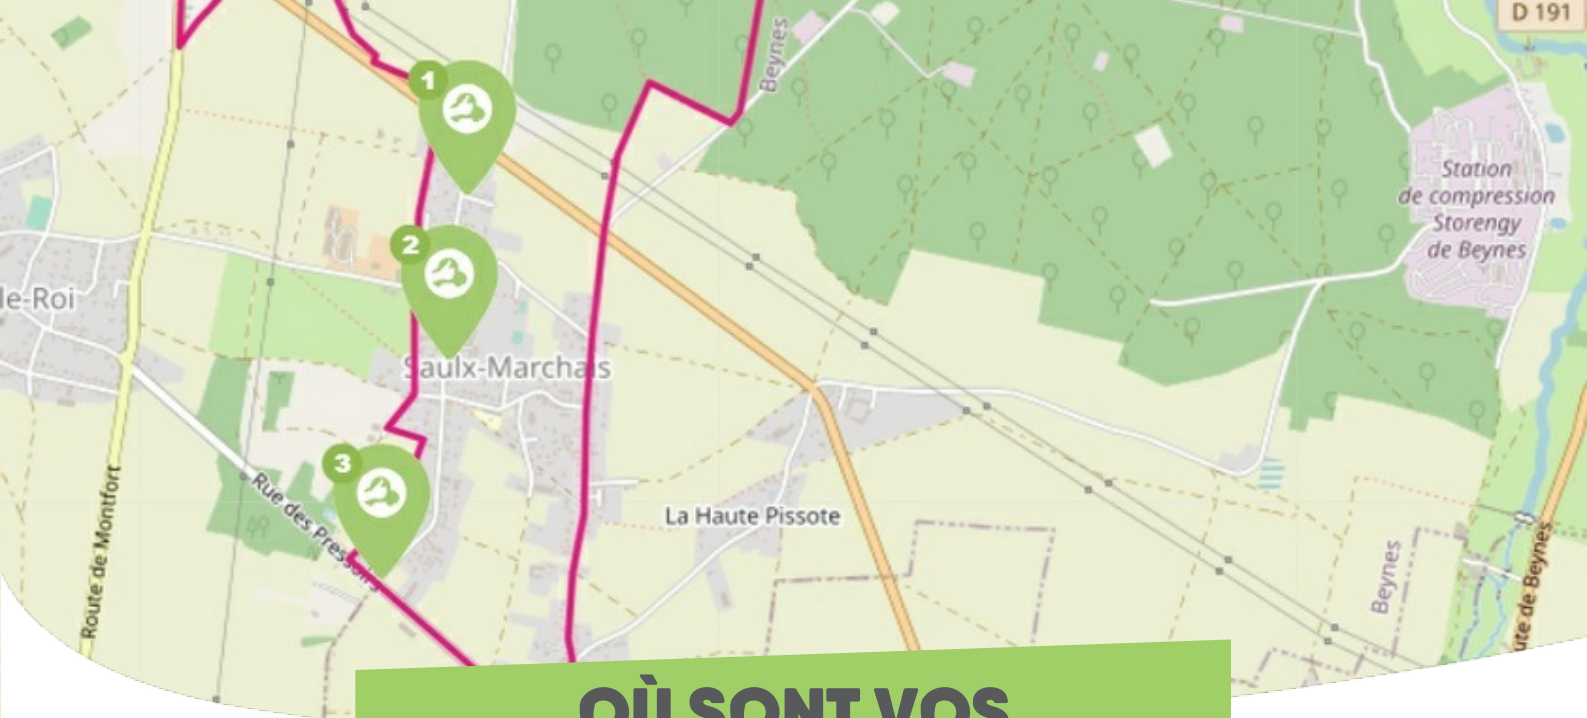 D 191
Beynes
1
Station
de compression
Storengy
de Beynes
2
le-Roi
Saulx-Marchais
3
Rue des Pressoirs
La Haute Pissote
Route de Montfort
Beynes
ute de Beynes
OÙ SONT VOS